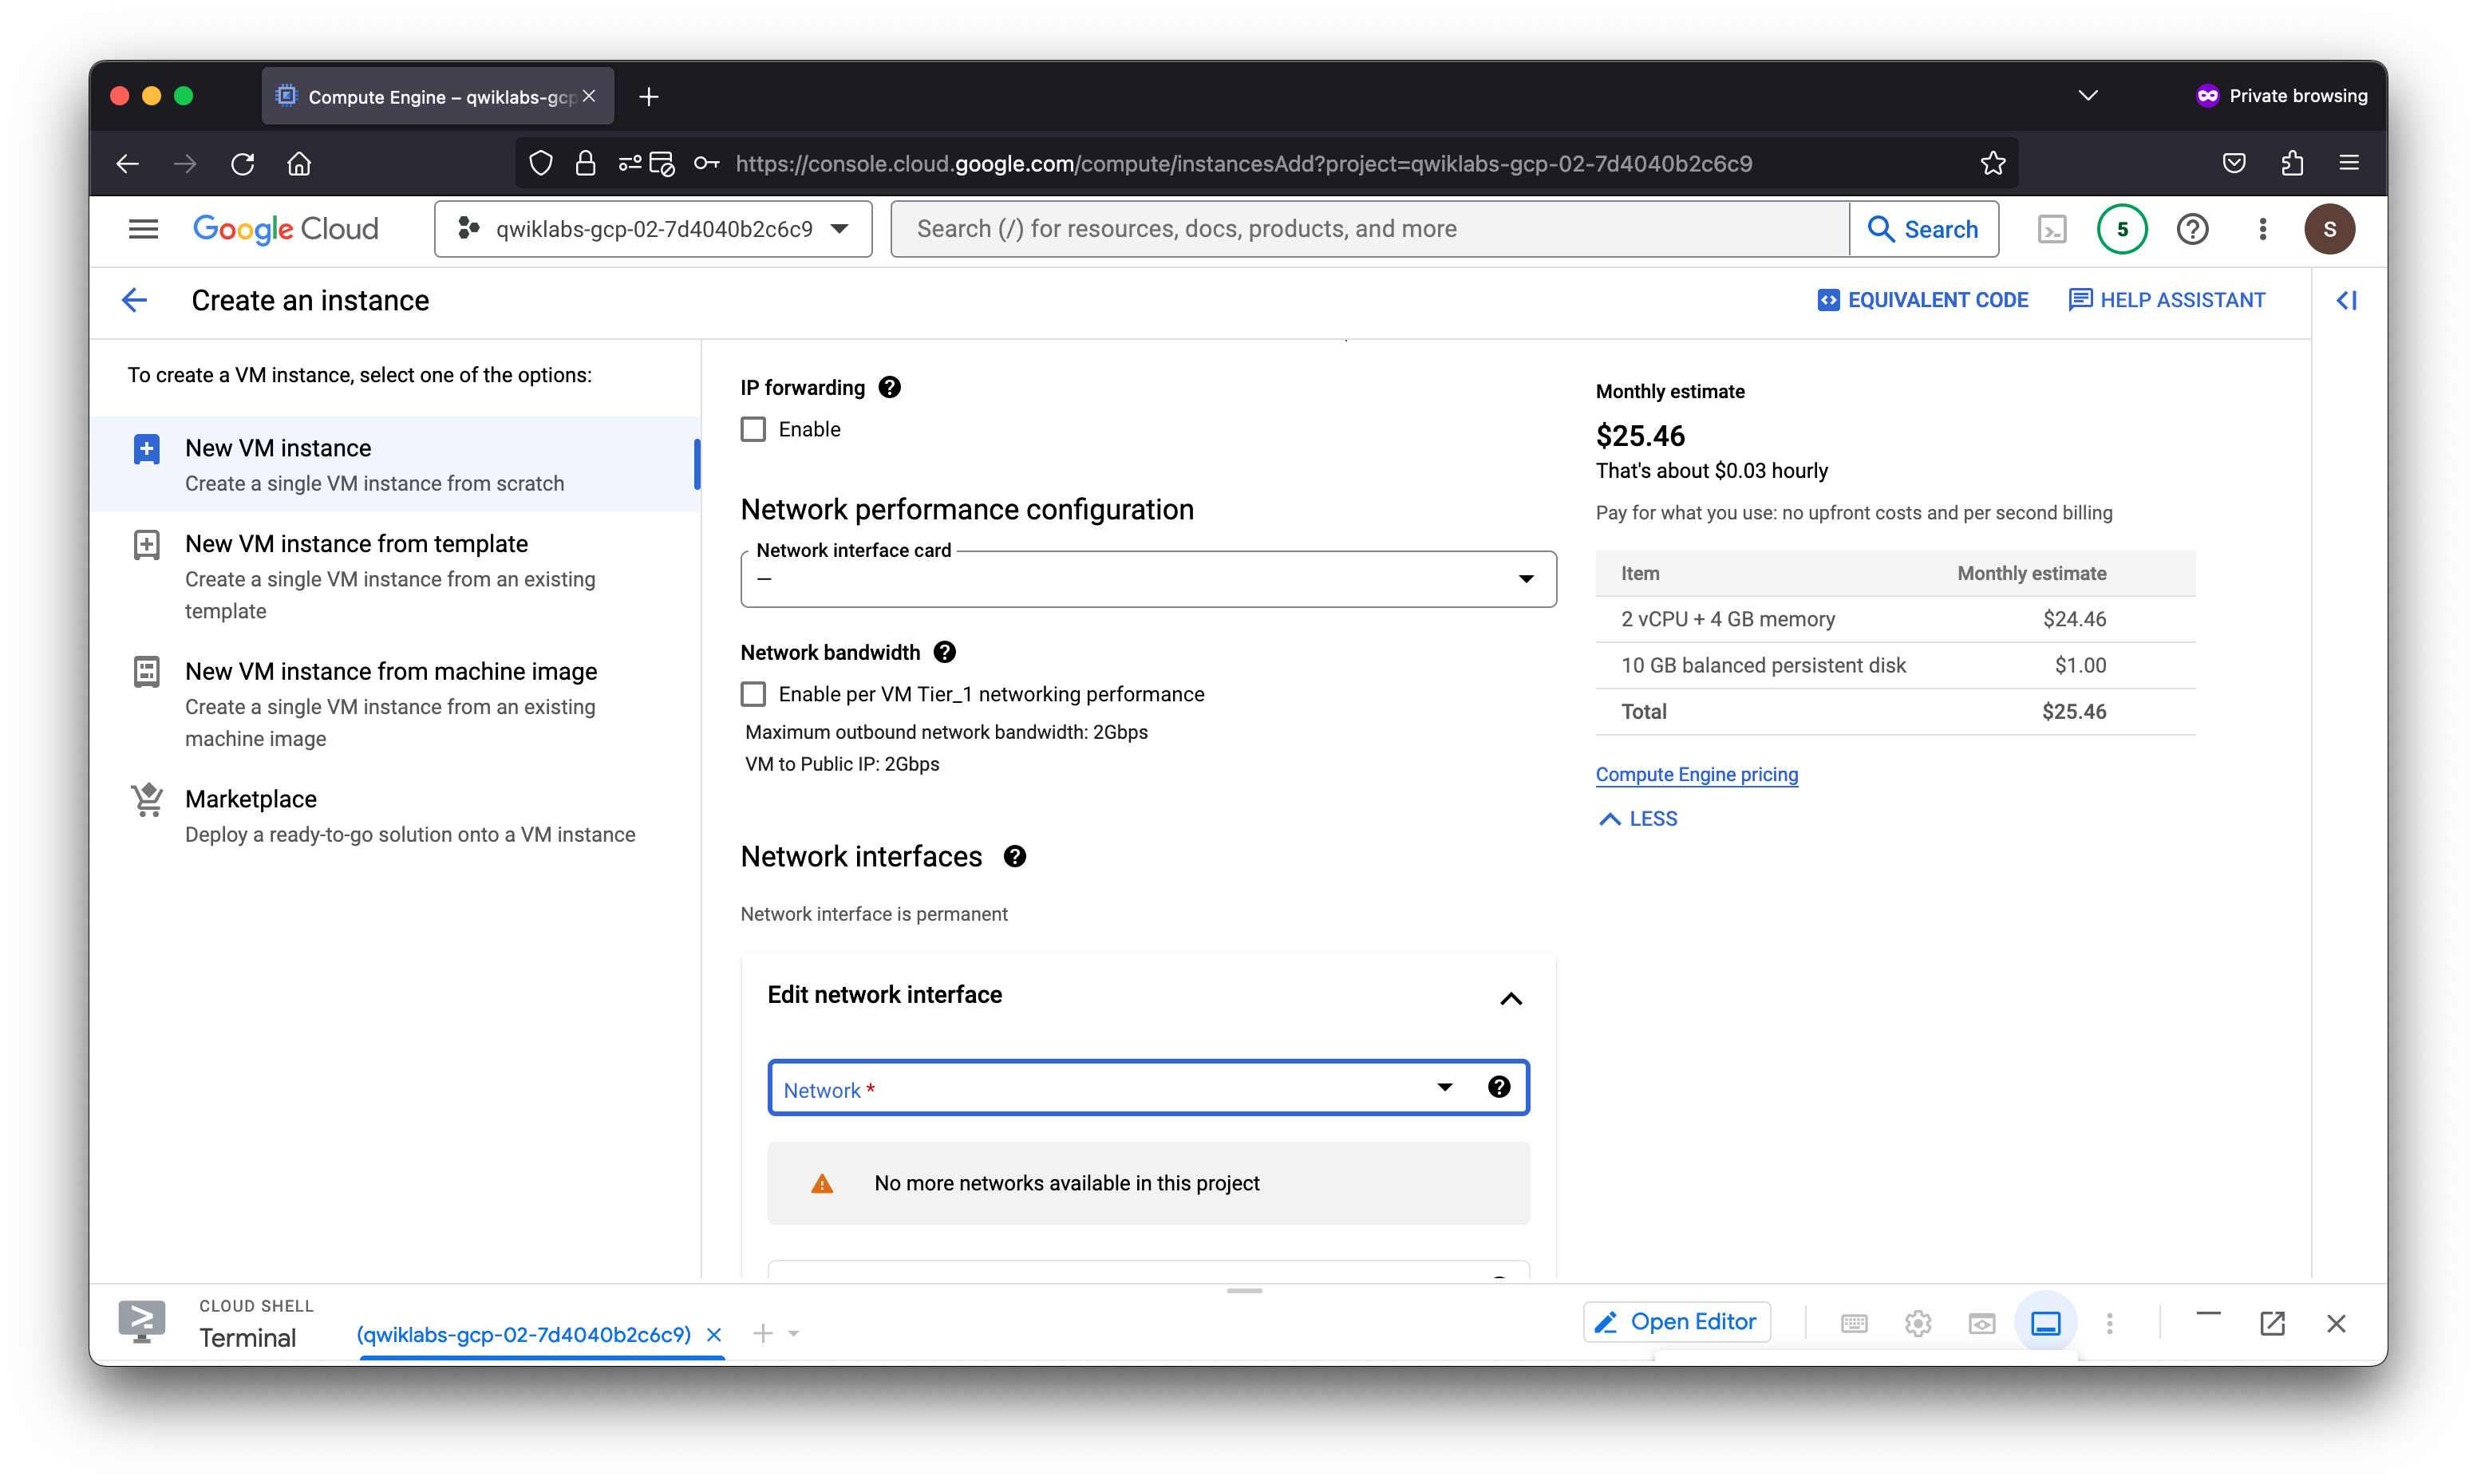 Compute Engine – qwiklabs-gcp
Private browsing
https://console.cloud.google.com/compute/instancesAdd?project=qwiklabs-gcp-02-7d4040b2c6c9
Google Cloud
qwiklabs-gcp-02-7d4040b2c6c9
Search (/) for resources, docs, products, and more
Search
5
S
Create an instance
EQUIVALENT CODE
HELP ASSISTANT
To create a VM instance, select one of the options:
New VM instance
Create a single VM instance from scratch
New VM instance from template
Create a single VM instance from an existing
template
New VM instance from machine image
Create a single VM instance from an existing
machine image
Marketplace
Deploy a ready-to-go solution onto a VM instance
IP forwarding
Enable
Network performance configuration
Network interface card
–
Network bandwidth
Enable per VM Tier_1 networking performance
Maximum outbound network bandwidth: 2Gbps
VM to Public IP: 2Gbps
Network interfaces
Network interface is permanent
Edit network interface
Network *
No more networks available in this project
Monthly estimate
$25.46
That's about $0.03 hourly
Pay for what you use: no upfront costs and per second billing
Item Monthly estimate
2 vCPU + 4 GB memory $24.46
10 GB balanced persistent disk $1.00
Total $25.46
Compute Engine pricing
LESS
CLOUD SHELL
Terminal
(qwiklabs-gcp-02-7d4040b2c6c9)
Open Editor